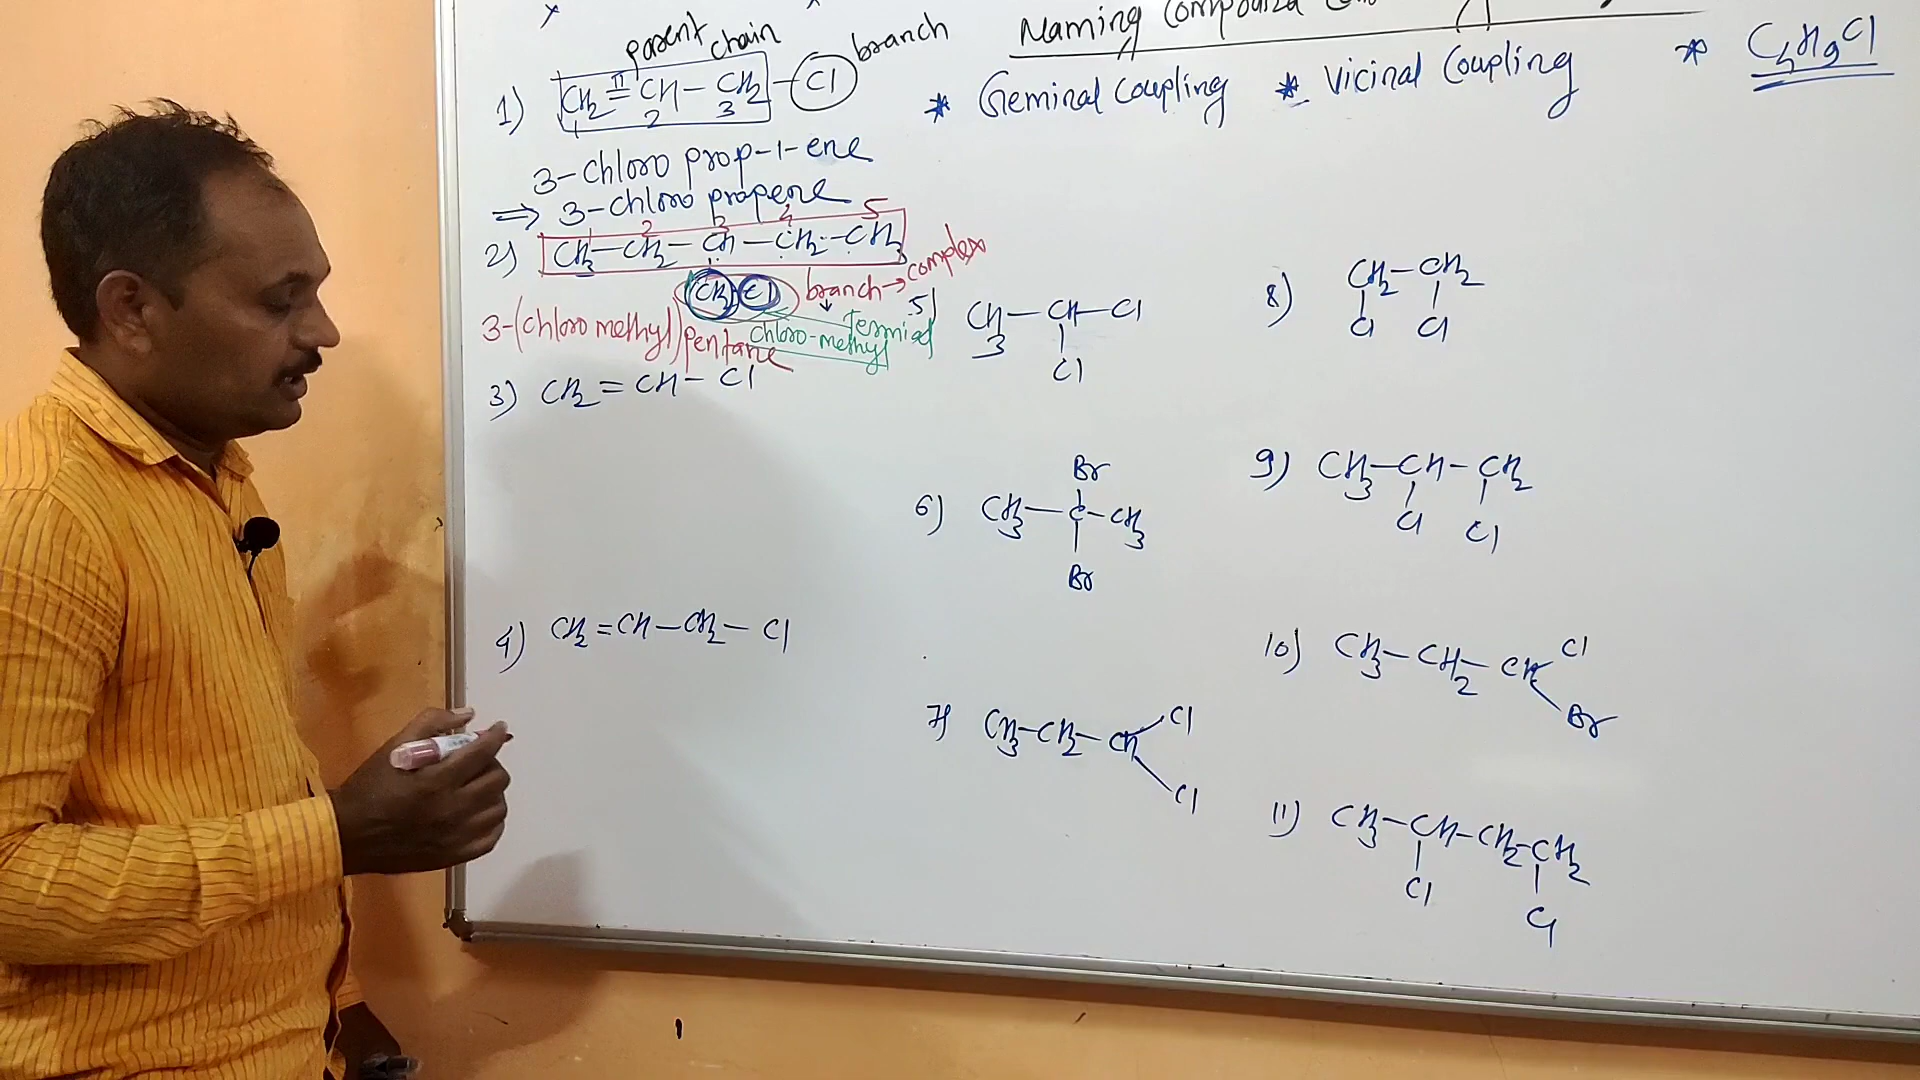 Naming
parent chain
branch
* Geminal Coupling * Vicinal Coupling * C5H9Cl
1) CH2=CH-CH2-Cl
π
1 2 3
3-chloro prop-1-ene
⇒ 3-chloro propene
1 2 3 4 5
2) CH3-CH2-CH-CH2-CH3
CH2 Cl
branch→complex
3-(chloro methyl) pentane
chloro-methyl
3) CH2=CH-Cl
4) CH2=CH-CH2-Cl
5) CH3-CH-Cl
Cl
6) CH3-C-CH3
Br
Br
7) CH3-CH2-CH
Cl
Cl
8) CH2-CH2
Cl Cl
9) CH3-CH-CH2
Cl Cl
10) CH3-CH2-CH
Cl
Br
11) CH3-CH-CH2-CH2
Cl
Cl